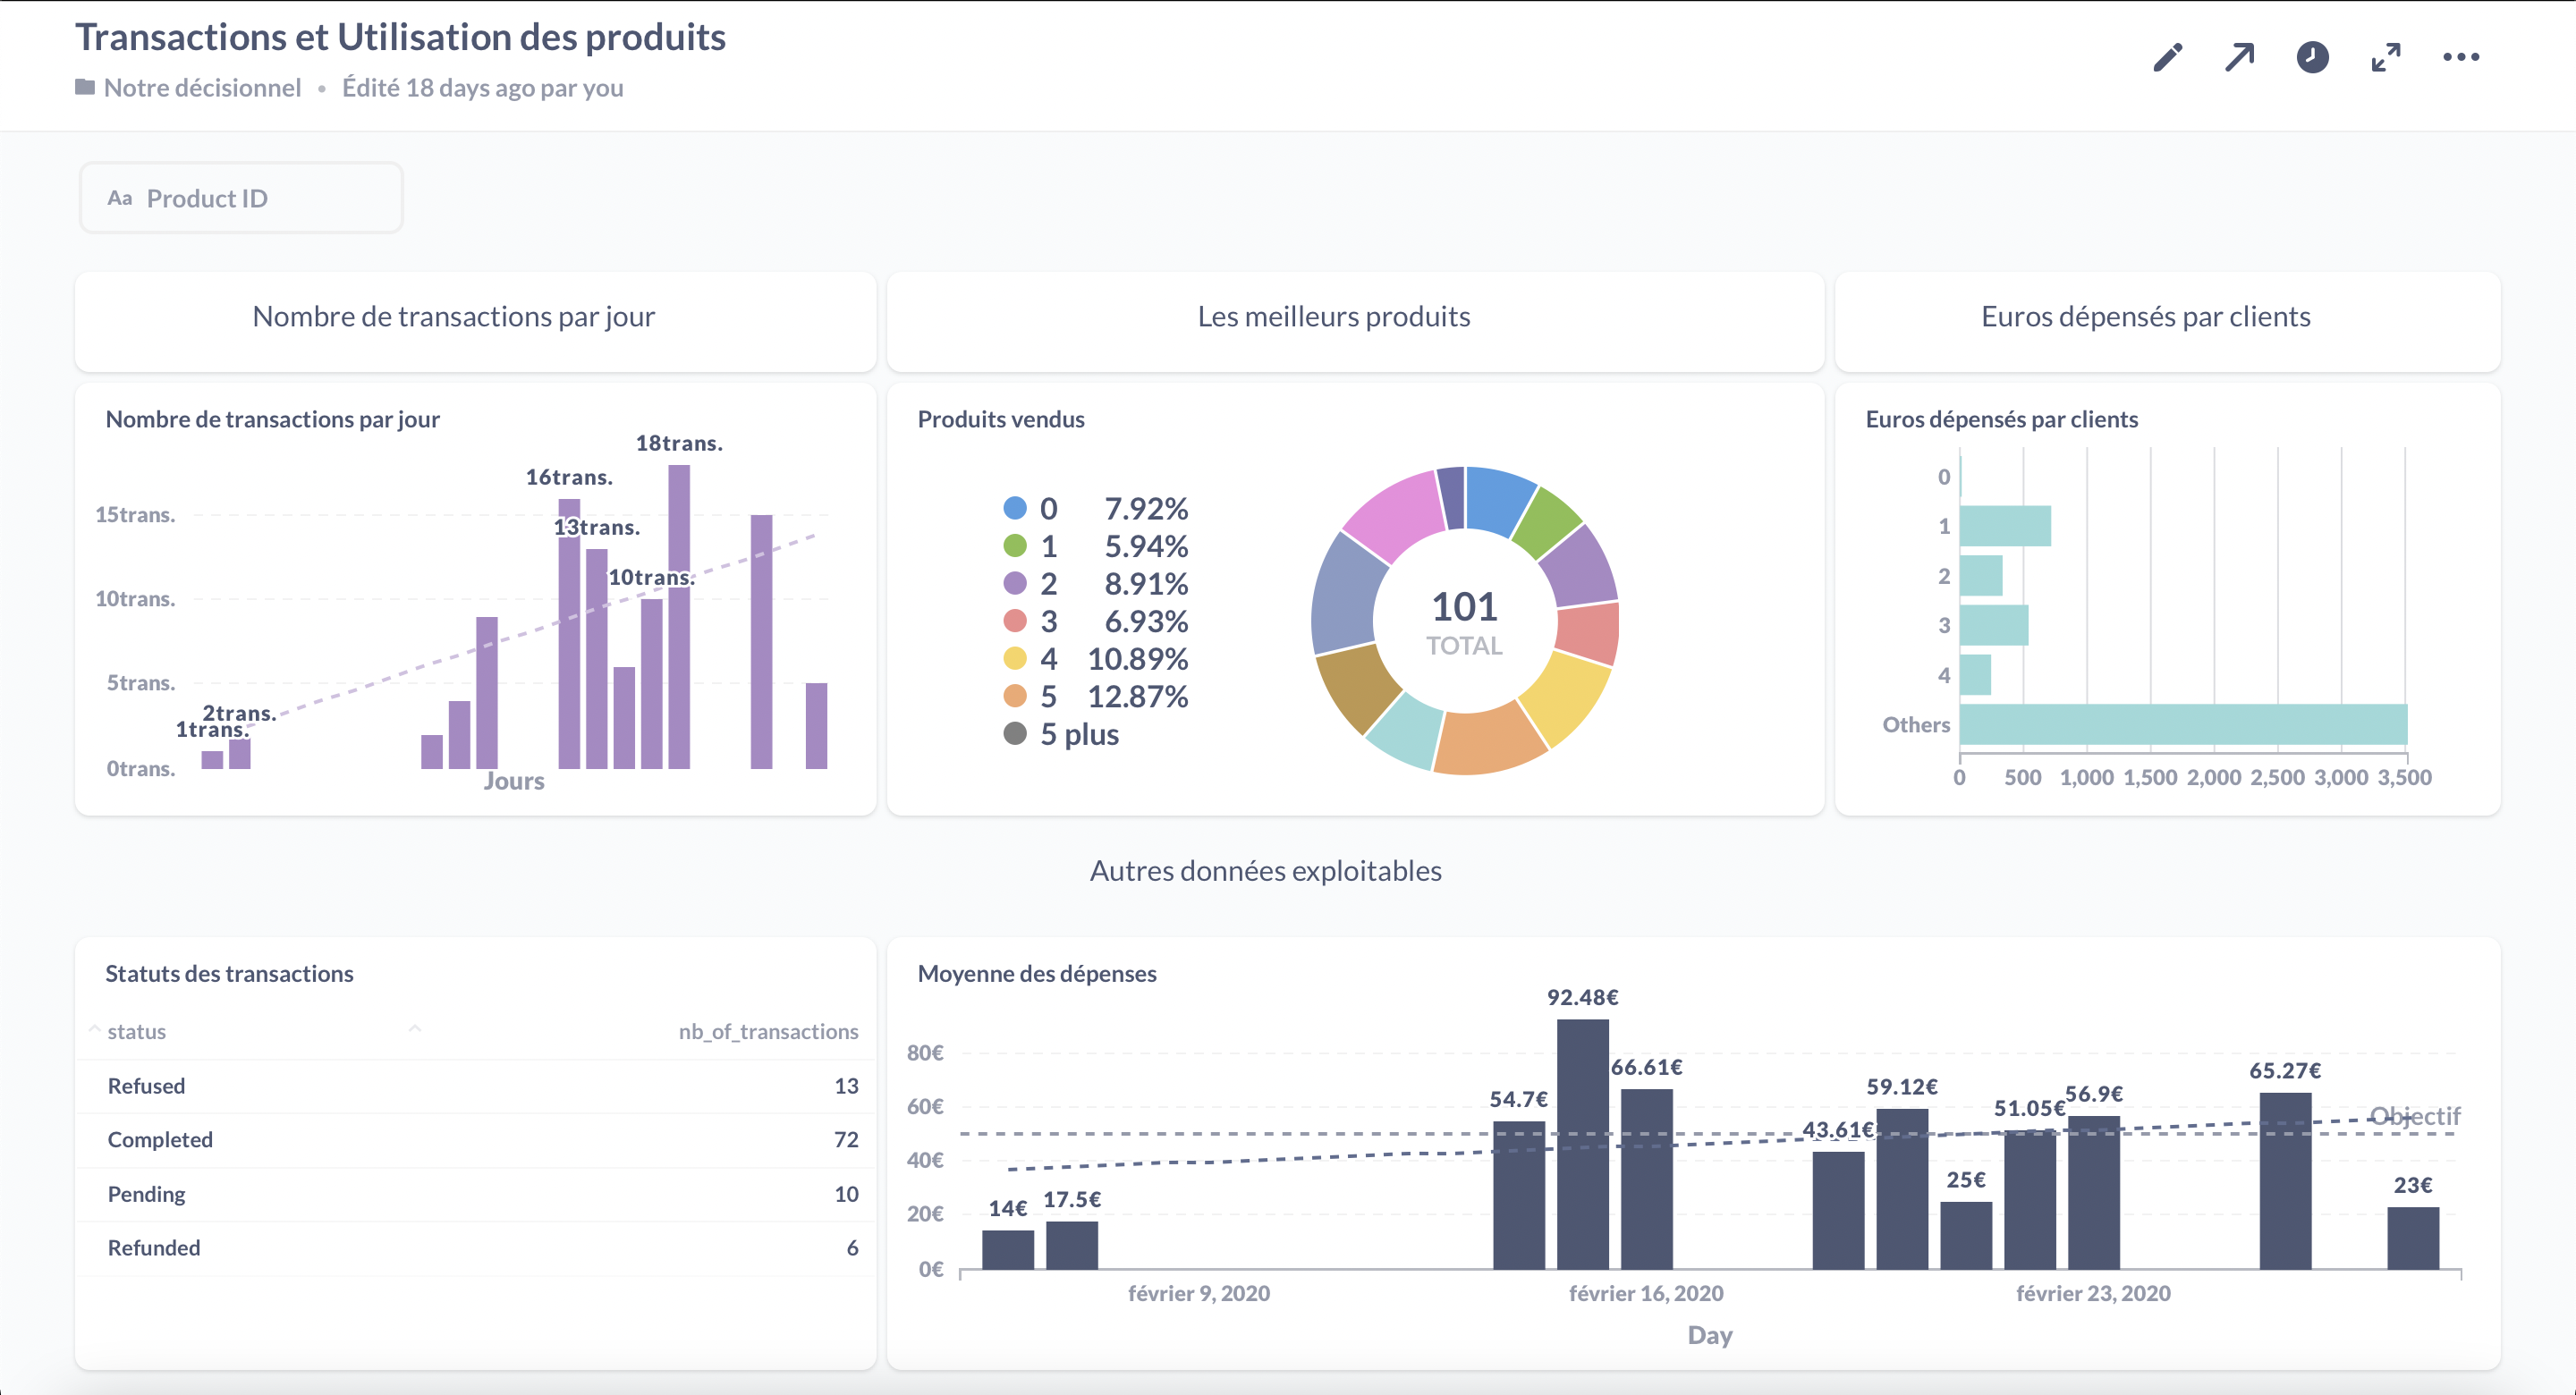 Transactions et Utilisation des produits
Notre décisionnel • Édité 18 days ago par you
Aa Product ID
Nombre de transactions par jour
Les meilleurs produits
Euros dépensés par clients
Nombre de transactions par jour
18trans.
16trans.
15trans.
13trans.
10trans.
10trans.
5trans.
2trans.
1trans.
0trans.
Jours
Produits vendus
0 7.92%
1 5.94%
2 8.91%
3 6.93%
4 10.89%
5 12.87%
5 plus
101
TOTAL
Euros dépensés par clients
0
1
2
3
4
Others
0 500 1,000 1,500 2,000 2,500 3,000 3,500
Autres données exploitables
Statuts des transactions
status nb_of_transactions
Refused 13
Completed 72
Pending 10
Refunded 6
Moyenne des dépenses
92.48€
80€
66.61€
65.27€
60€
54.7€
59.12€
51.05€
56.9€
Objectif
43.61€
40€
25€
20€
14€
17.5€
23€
0€
février 9, 2020 février 16, 2020 février 23, 2020
Day